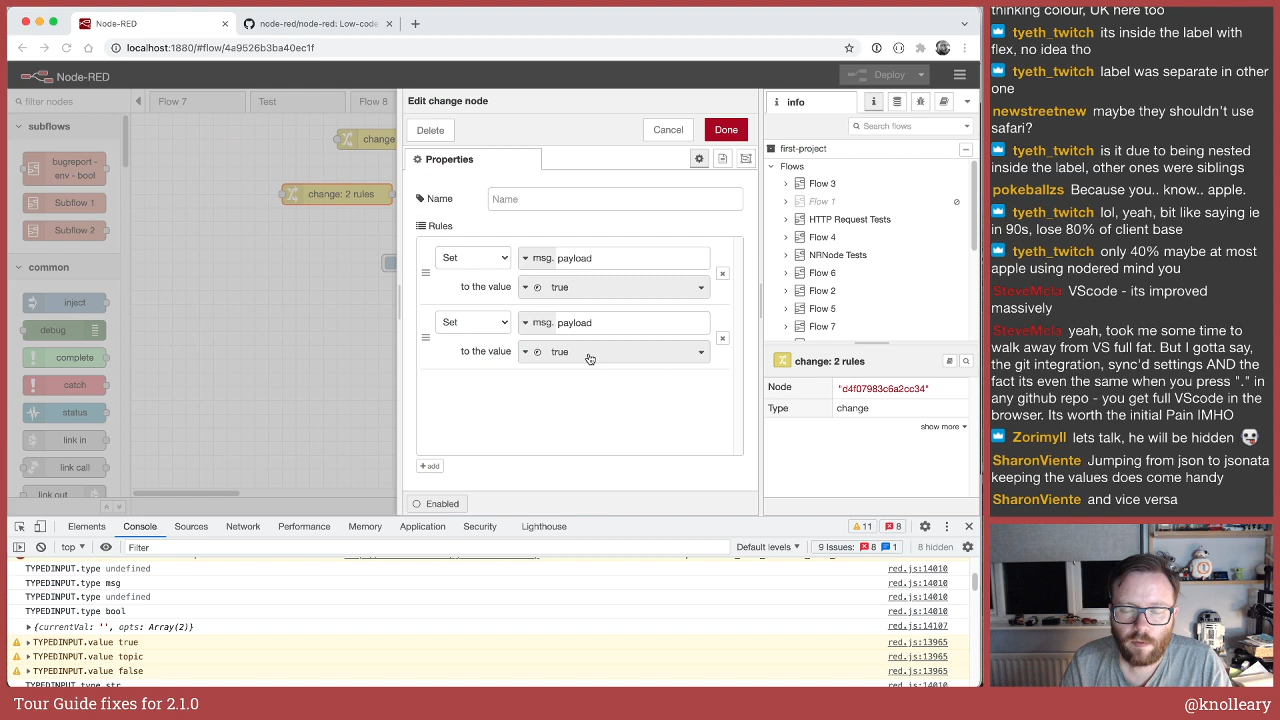 Node-RED
node-red/node-red: Low-code
localhost:1880/#flow/4a9526b3ba40ec1f
Node-RED
Deploy
filter nodes
Flow 7
Test
Flow 8
subflows
bugreport -
env - bool
Subflow 1
Subflow 2
common
inject
debug
complete
catch
status
link in
link call
link out
change
change: 2 rules
Edit change node
Delete
Cancel
Done
Properties
Name
Name
Rules
Set
msg. payload
to the value
true
Set
msg. payload
to the value
true
add
Enabled
info
Search flows
first-project
Flows
Flow 3
Flow 1
HTTP Request Tests
Flow 4
NRNode Tests
Flow 6
Flow 2
Flow 5
Flow 7
change: 2 rules
Node
"d4f07983c6a2cc34"
Type
change
show more
Elements
Console
Sources
Network
Performance
Memory
Application
Security
Lighthouse
11
8
top
Filter
Default levels
9 Issues:
8
1
8 hidden
TYPEDINPUT.type undefined
red.js:14010
TYPEDINPUT.type msg
red.js:14010
TYPEDINPUT.type undefined
red.js:14010
TYPEDINPUT.type bool
red.js:14010
{currentVal: '', opts: Array(2)}
red.js:14107
TYPEDINPUT.value true
red.js:13965
TYPEDINPUT.value topic
red.js:13965
TYPEDINPUT.value false
red.js:13965
TYPEDINPUT.type str
thinking colour, UK here too
tyeth_twitch its inside the label with
flex, no idea tho
tyeth_twitch label was separate in other
one
newstreetnew maybe they shouldn't use
safari?
tyeth_twitch is it due to being nested
inside the label, other ones were siblings
pokeballzs Because you.. know.. apple.
tyeth_twitch lol, yeah, bit like saying ie
in 90s, lose 80% of client base
tyeth_twitch only 40% maybe at most
apple using nodered mind you
SteveMcla VScode - its improved
massively
SteveMcla yeah, took me some time to
walk away from VS full fat. But I gotta say,
the git integration, sync'd settings AND the
fact its even the same when you press "." in
any github repo - you get full VScode in the
browser. Its worth the initial Pain IMHO
Zorimyll lets talk, he will be hidden
SharonViente Jumping from json to jsonata
keeping the values does come handy
SharonViente and vice versa
Tour Guide fixes for 2.1.0
@knolleary